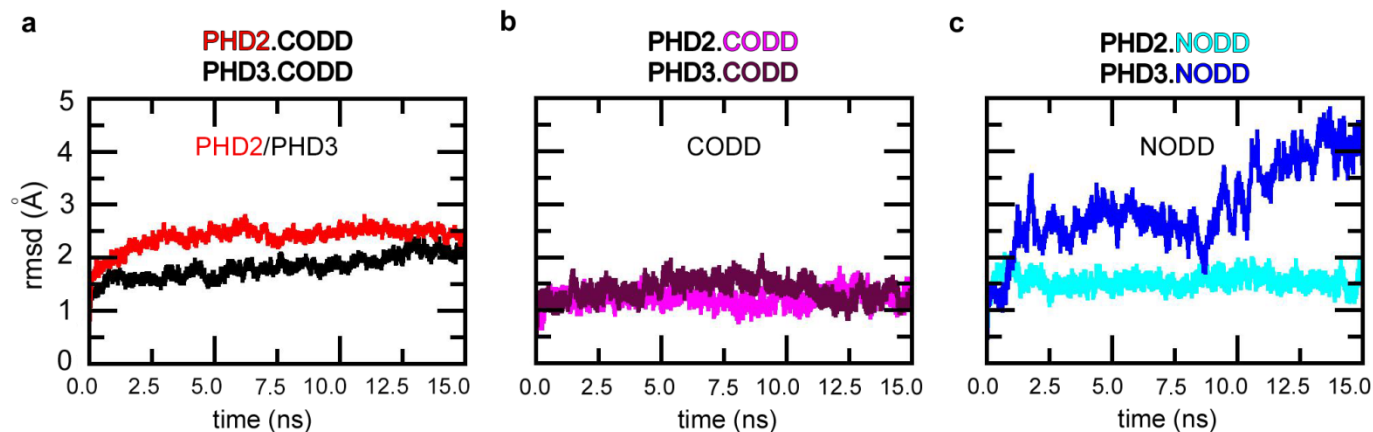 a
PHD2.CODD
PHD3.CODD
5
4
3
2
1
0
rmsd (Å)
PHD2/PHD3
0.0 2.5 5.0 7.5 10.0 12.5 15.0
time (ns)
b
PHD2.CODD
PHD3.CODD
CODD
0.0 2.5 5.0 7.5 10.0 12.5 15.0
time (ns)
c
PHD2.NODD
PHD3.NODD
NODD
0.0 2.5 5.0 7.5 10.0 12.5 15.0
time (ns)